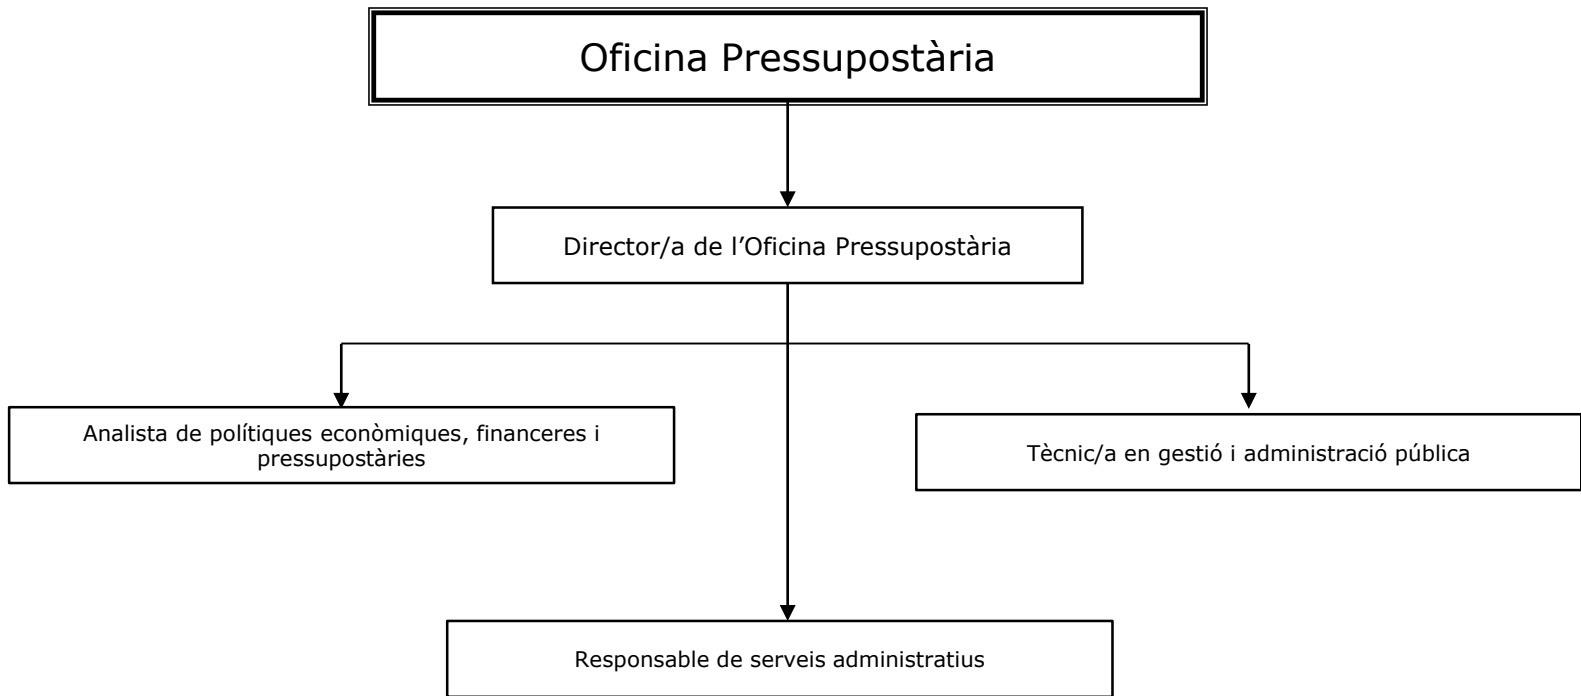 Oficina Pressupostària
Director/a de l’Oficina Pressupostària
Analista de polítiques econòmiques, financeres i
pressupostàries
Tècnic/a en gestió i administració pública
Responsable de serveis administratius